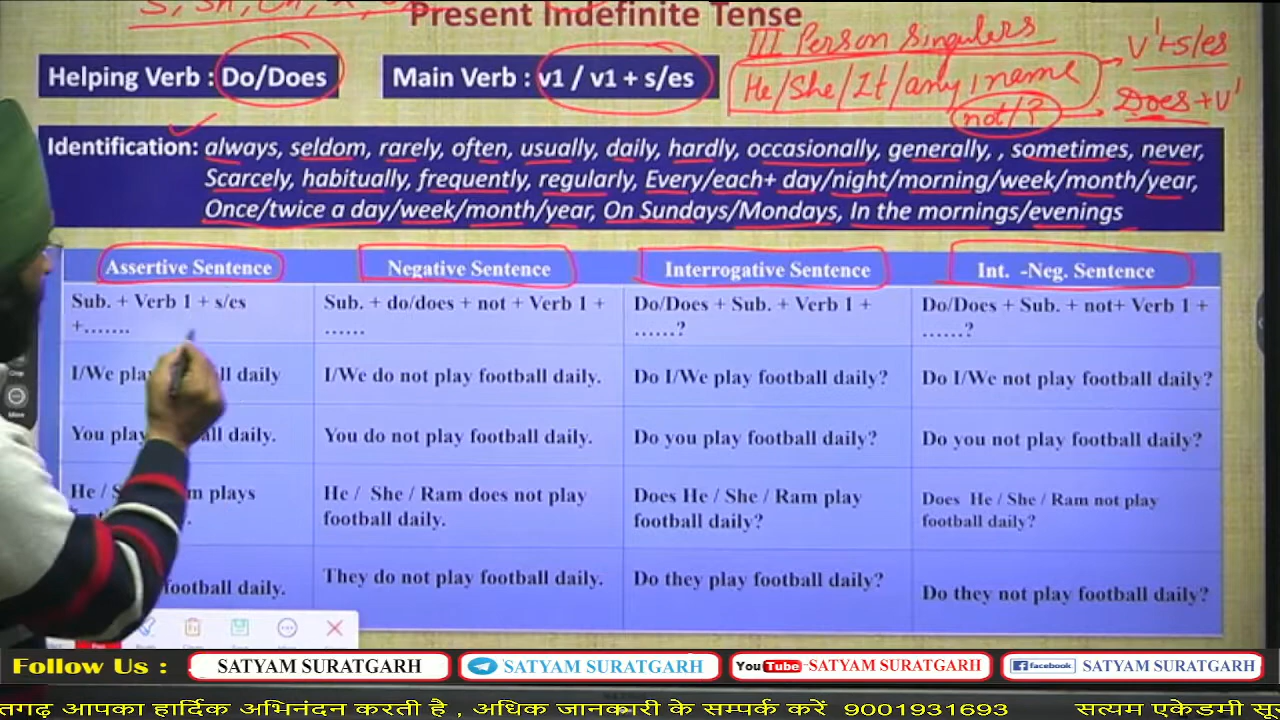 Present Indefinite Tense
III Person Singulers
V¹+s/es
Helping Verb : Do/Does
Main Verb : v1 / v1 + s/es
He/She/It/any 1 name
not/?
Does + V¹
Identification: always, seldom, rarely, often, usually, daily, hardly, occasionally, generally, , sometimes, never,
Scarcely, habitually, frequently, regularly, Every/each+ day/night/morning/week/month/year,
Once/twice a day/week/month/year, On Sundays/Mondays, In the mornings/evenings
Assertive Sentence
Negative Sentence
Interrogative Sentence
Int. -Neg. Sentence
Sub. + Verb 1 + s/es
+.......
Sub. + do/does + not + Verb 1 +
......
Do/Does + Sub. + Verb 1 +
......?
Do/Does + Sub. + not+ Verb 1 +
......?
I/We daily
I/We do not play football daily.
Do I/We play football daily?
Do I/We not play football daily?
You play daily.
You do not play football daily.
Do you play football daily?
Do you not play football daily?
He / plays
He / She / Ram does not play
football daily.
Does He / She / Ram play
football daily?
Does He / She / Ram not play
football daily?
football daily.
They do not play football daily.
Do they play football daily?
Do they not play football daily?
Follow Us :
SATYAM SURATGARH
SATYAM SURATGARH
YouTube-SATYAM SURATGARH
facebook SATYAM SURATGARH
तगढ़ आपका हार्दिक अभिनंदन करती है , अधिक जानकारी के सम्पर्क करें 9001931693 सत्यम एकेडमी सू